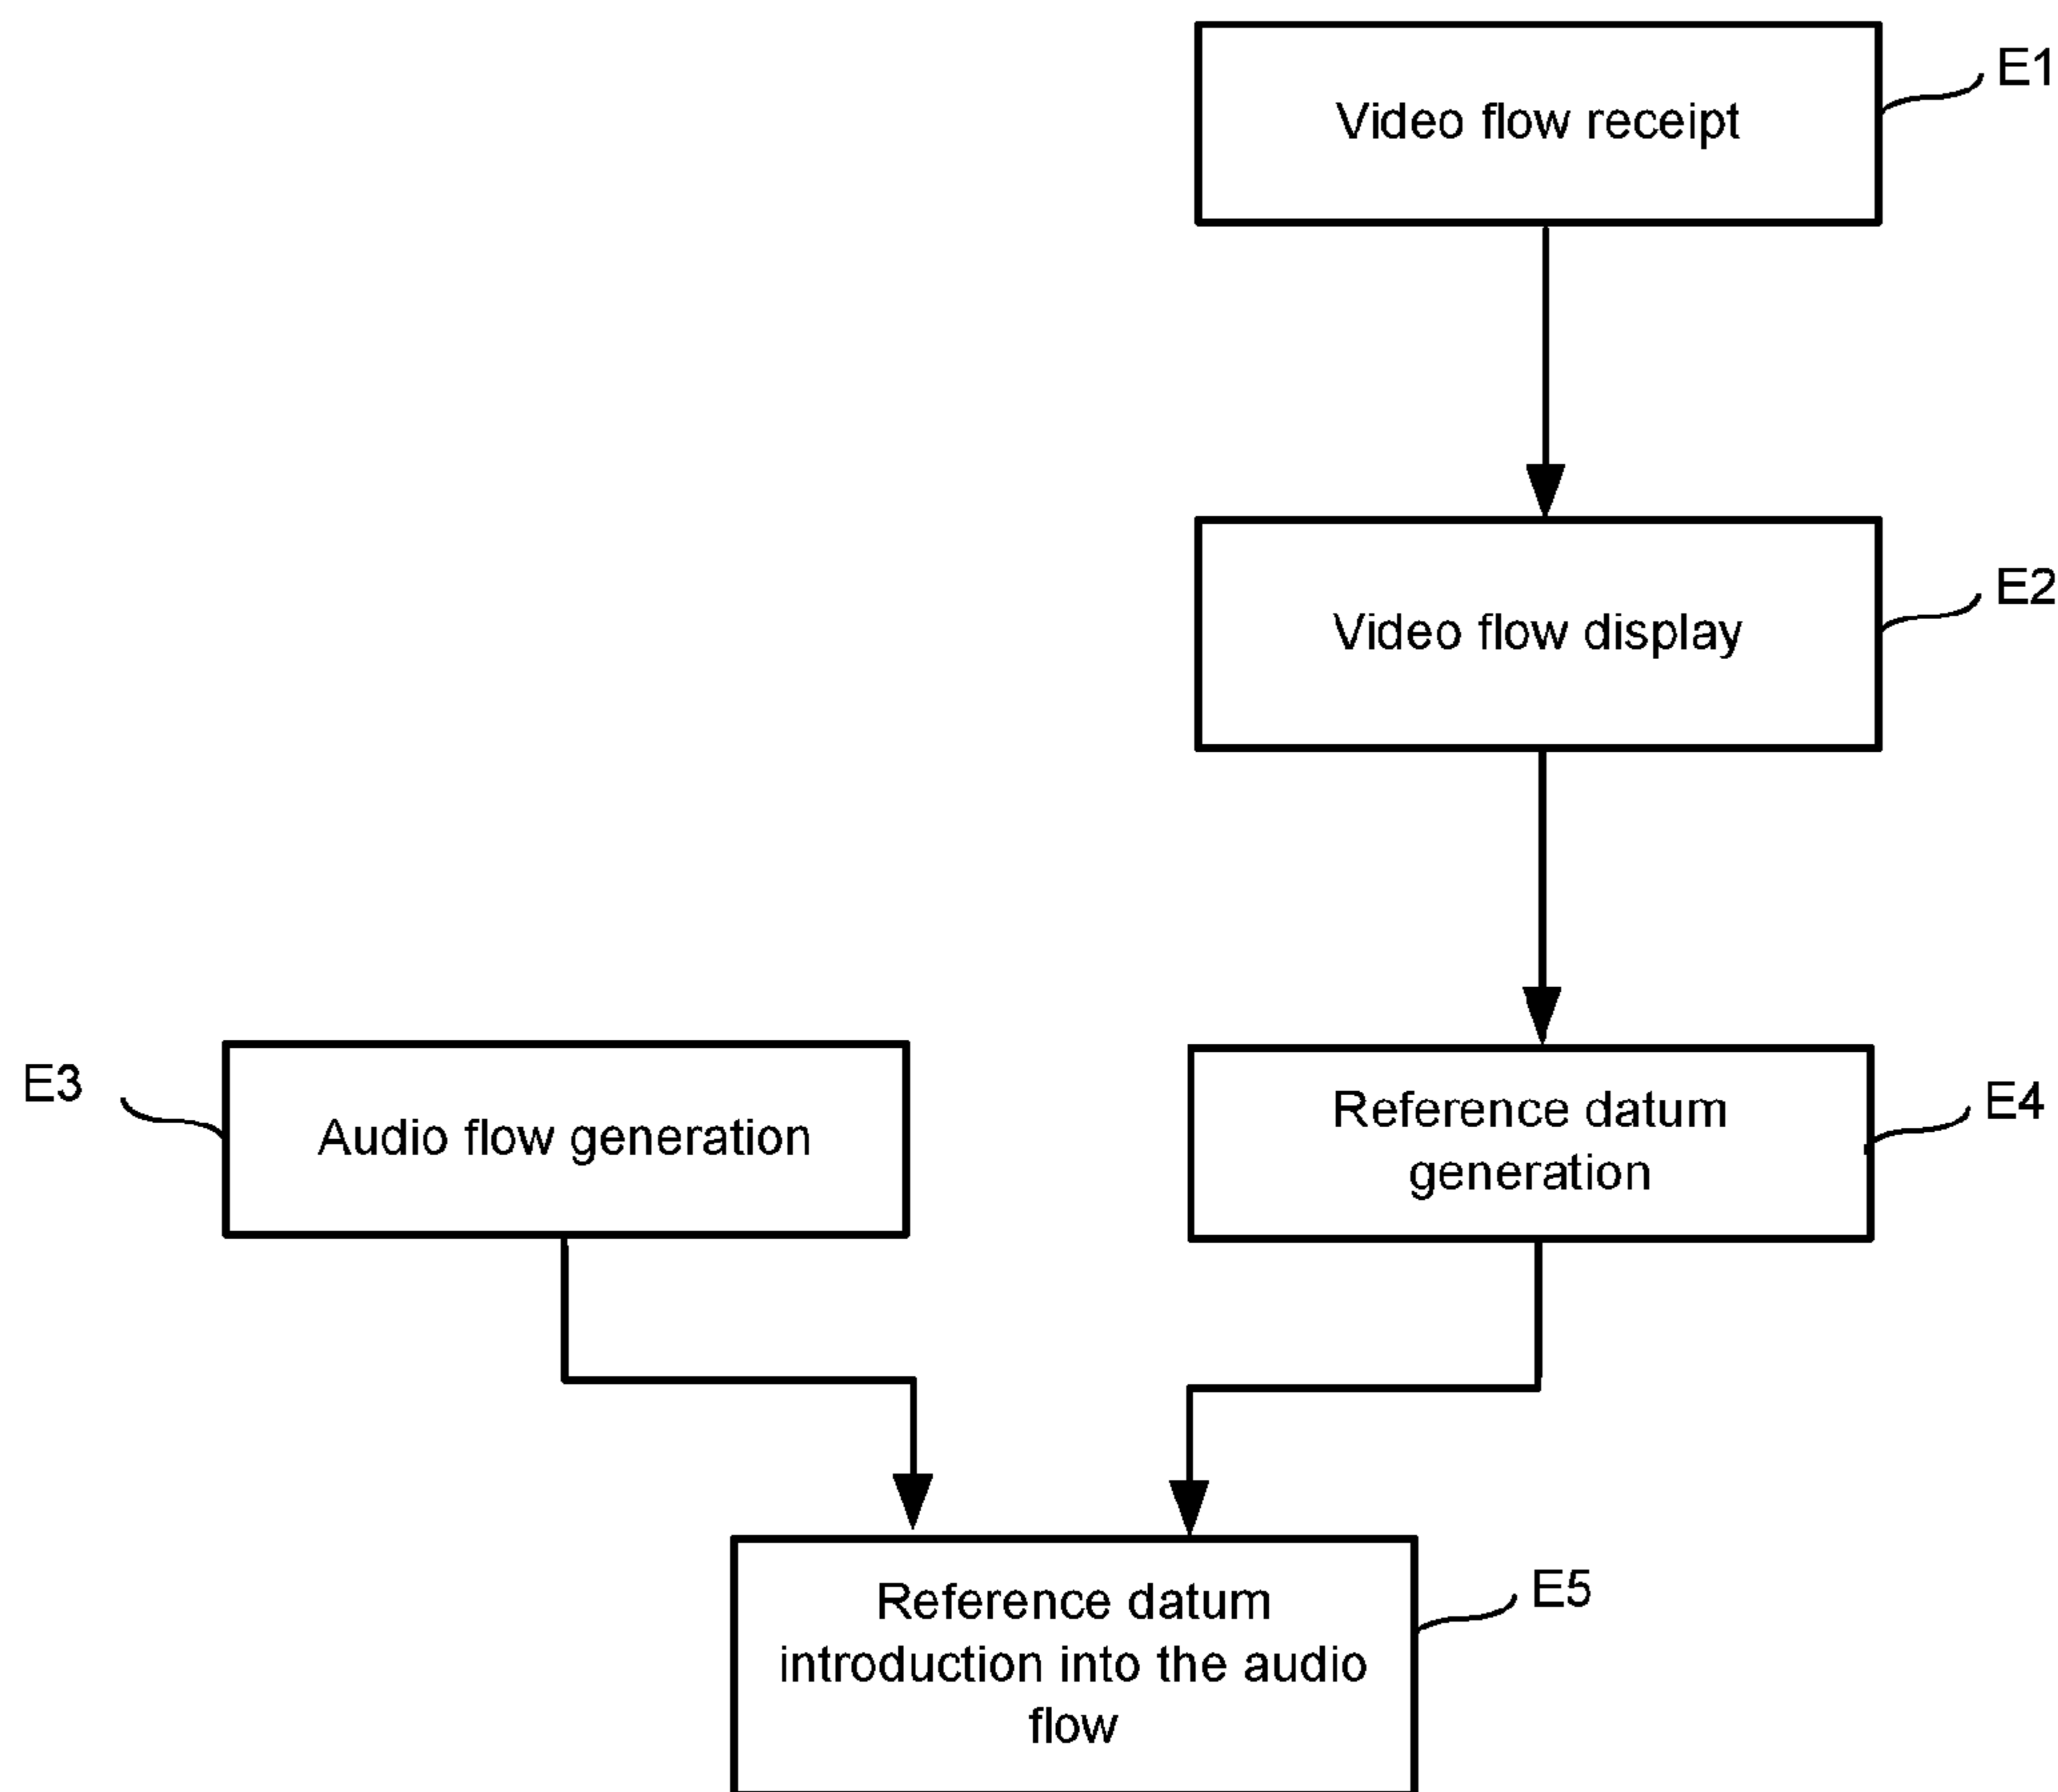 Video flow receipt
E1
Video flow display
E2
E3
Audio flow generation
Reference datum
generation
E4
Reference datum
introduction into the audio
flow
E5